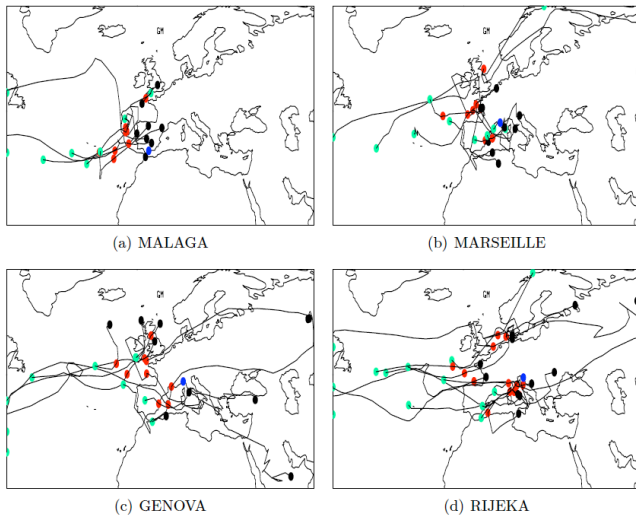 GM
GM
(a) MALAGA
(b) MARSEILLE
GM
GM
(c) GENOVA
(d) RIJEKA